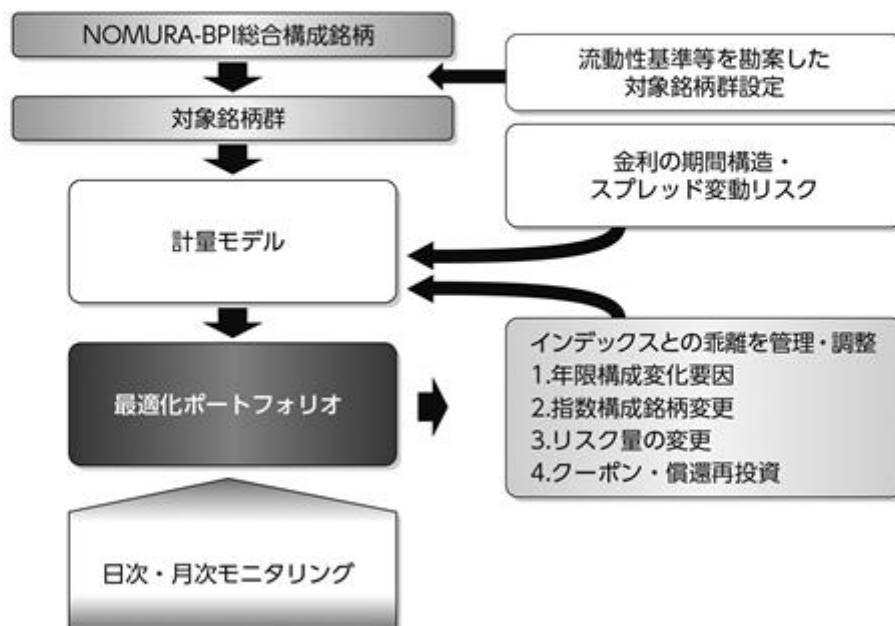 NOMURA-BPI総合構成銘柄
流動性基準等を勘案した
対象銘柄群設定
対象銘柄群
金利の期間構造・
スプレッド変動リスク
計量モデル
最適化ポートフォリオ
インデックスとの乖離を管理・調整
1.年限構成変化要因
2.指数構成銘柄変更
3.リスク量の変更
4.クーポン・償還再投資
日次・月次モニタリング